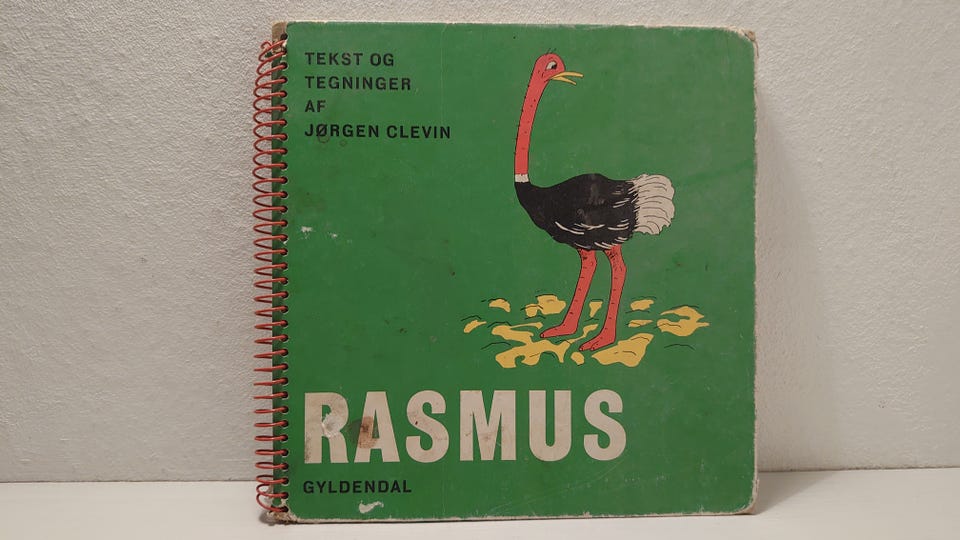 TEKST OG
TEGNINGER
AF
JØRGEN CLEVIN
RASMUS
GYLDENDAL